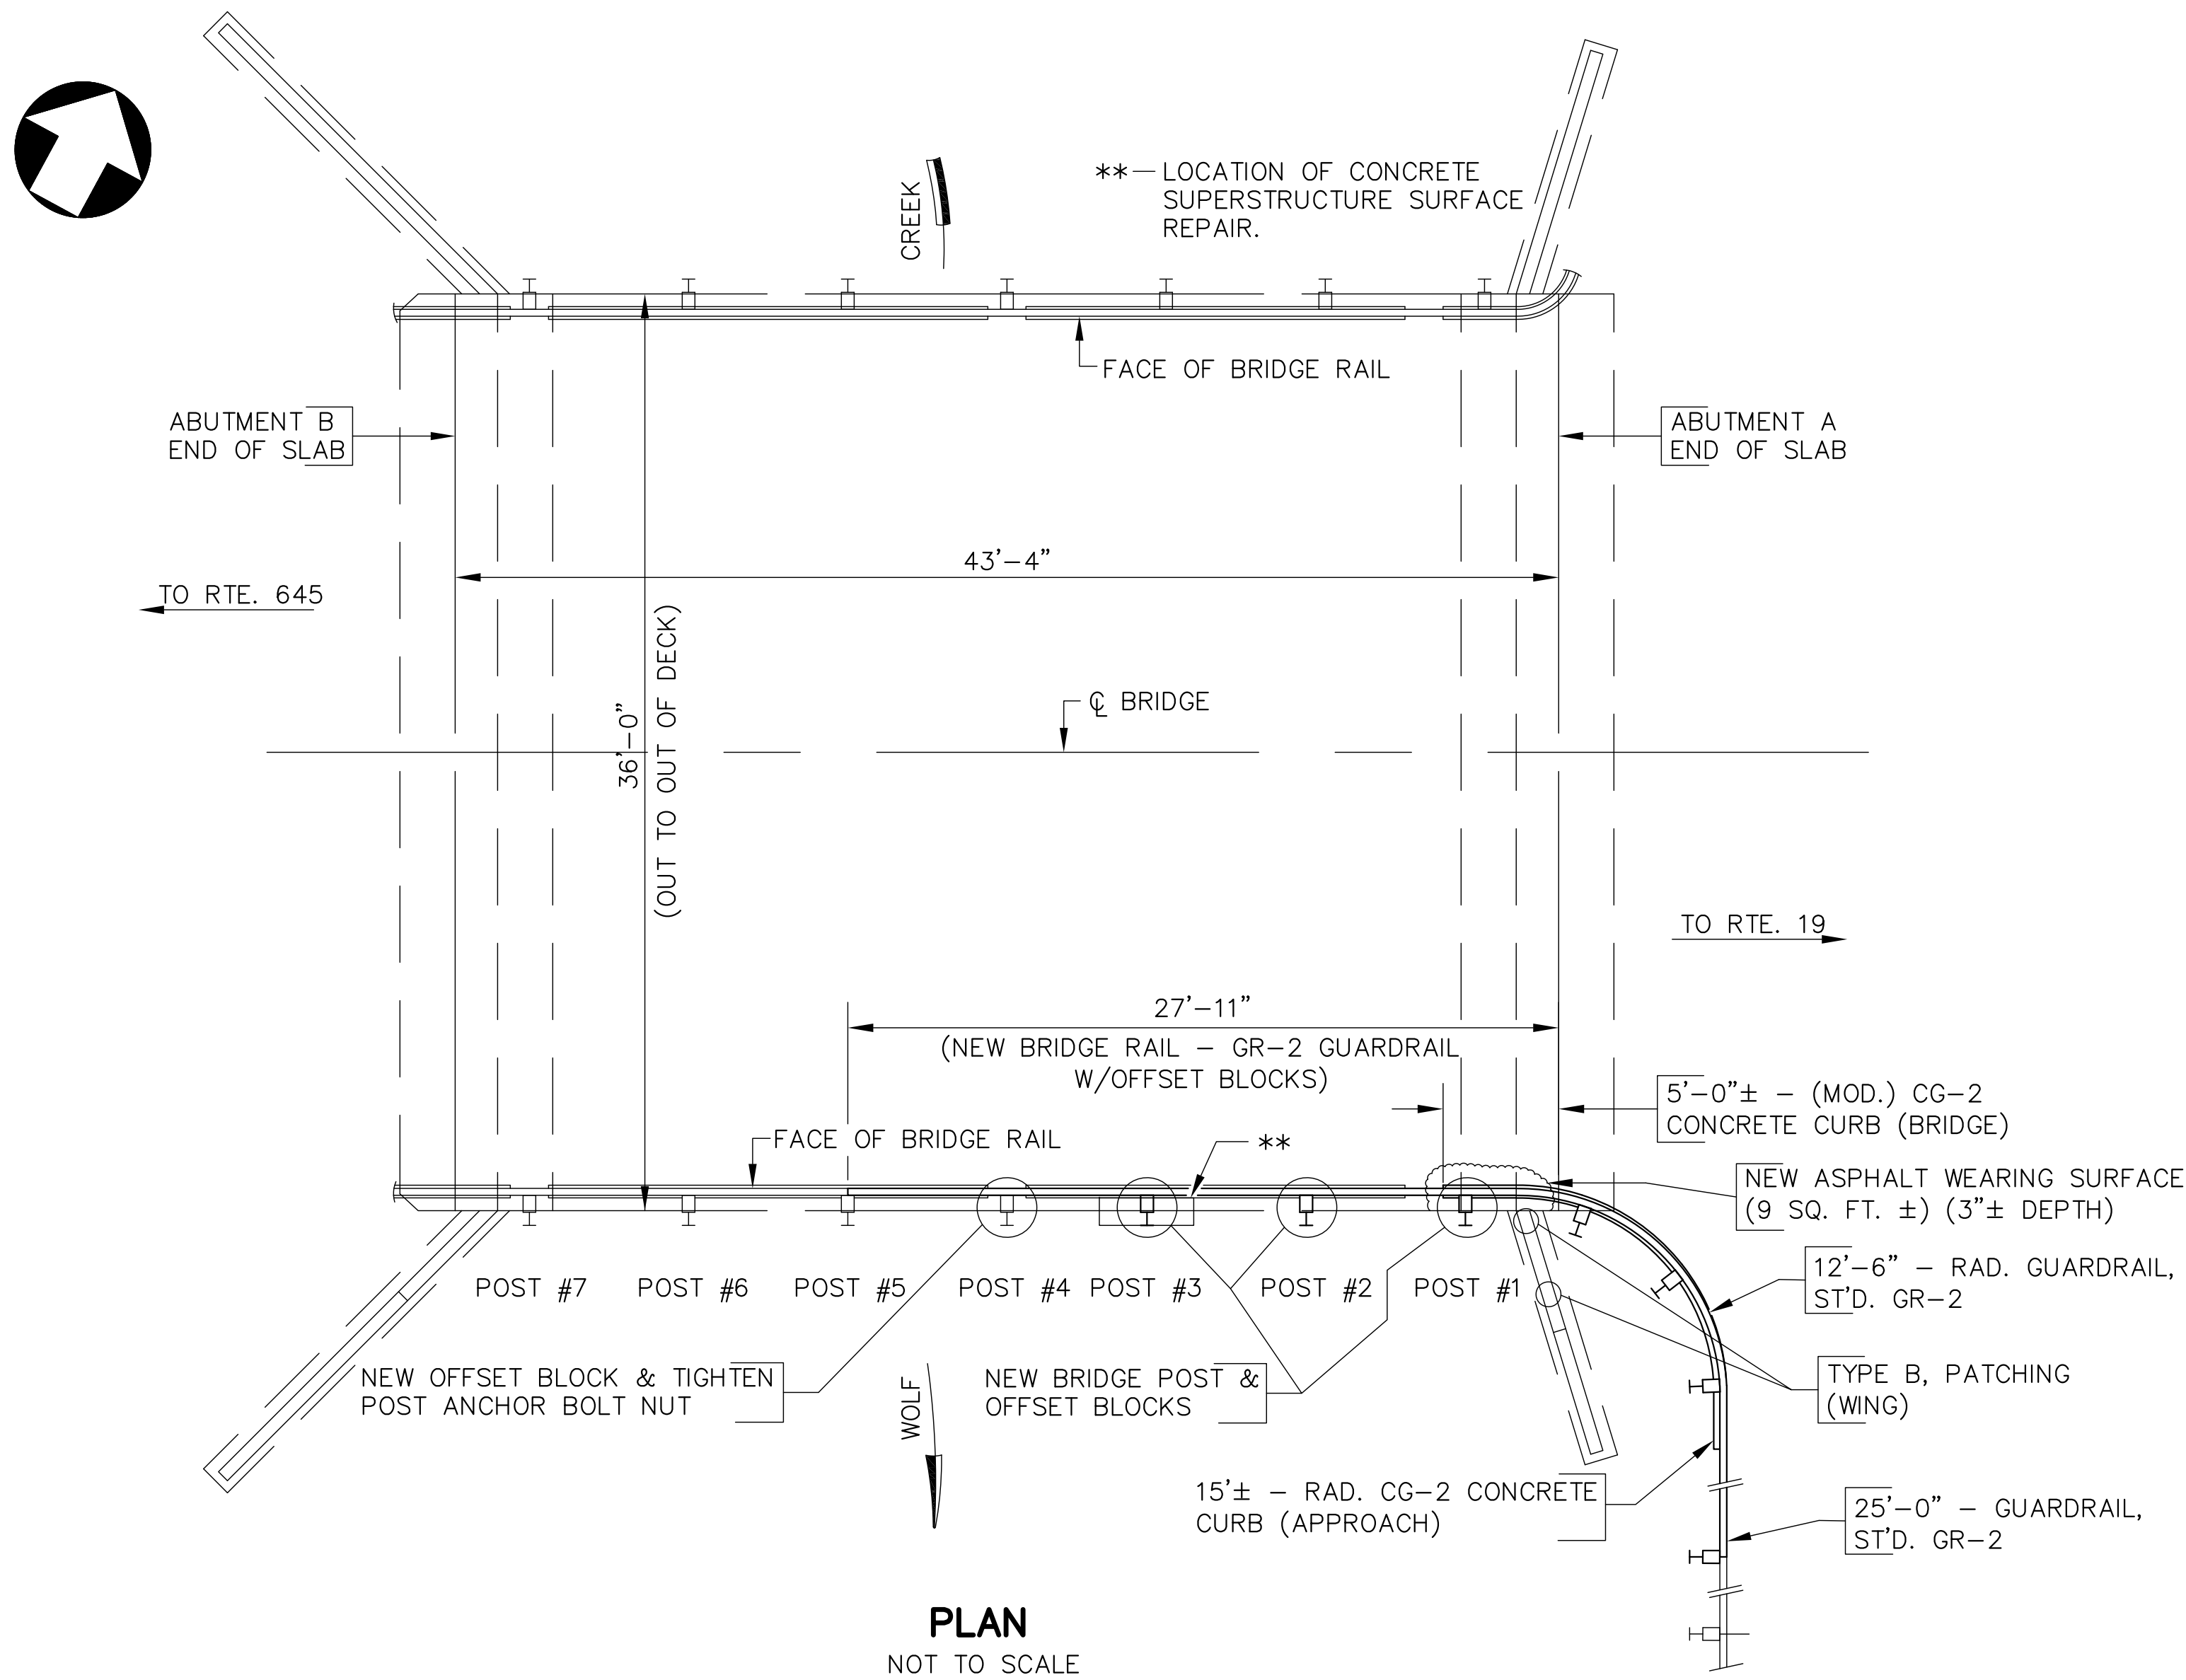 **— LOCATION OF CONCRETE
SUPERSTRUCTURE SURFACE
REPAIR.
CREEK
FACE OF BRIDGE RAIL
ABUTMENT B
END OF SLAB
ABUTMENT A
END OF SLAB
43'-4"
TO RTE. 645
36'-0"
(OUT TO OUT OF DECK)
℄ BRIDGE
TO RTE. 19
27'-11"
(NEW BRIDGE RAIL - GR-2 GUARDRAIL
W/OFFSET BLOCKS)
5'-0"± - (MOD.) CG-2
CONCRETE CURB (BRIDGE)
FACE OF BRIDGE RAIL
**
NEW ASPHALT WEARING SURFACE
(9 SQ. FT. ±) (3"± DEPTH)
12'-6" - RAD. GUARDRAIL,
ST'D. GR-2
POST #7
POST #6
POST #5
POST #4
POST #3
POST #2
POST #1
NEW OFFSET BLOCK & TIGHTEN
POST ANCHOR BOLT NUT
WOLF
NEW BRIDGE POST &
OFFSET BLOCKS
TYPE B, PATCHING
(WING)
15'± - RAD. CG-2 CONCRETE
CURB (APPROACH)
25'-0" - GUARDRAIL,
ST'D. GR-2
PLAN
NOT TO SCALE